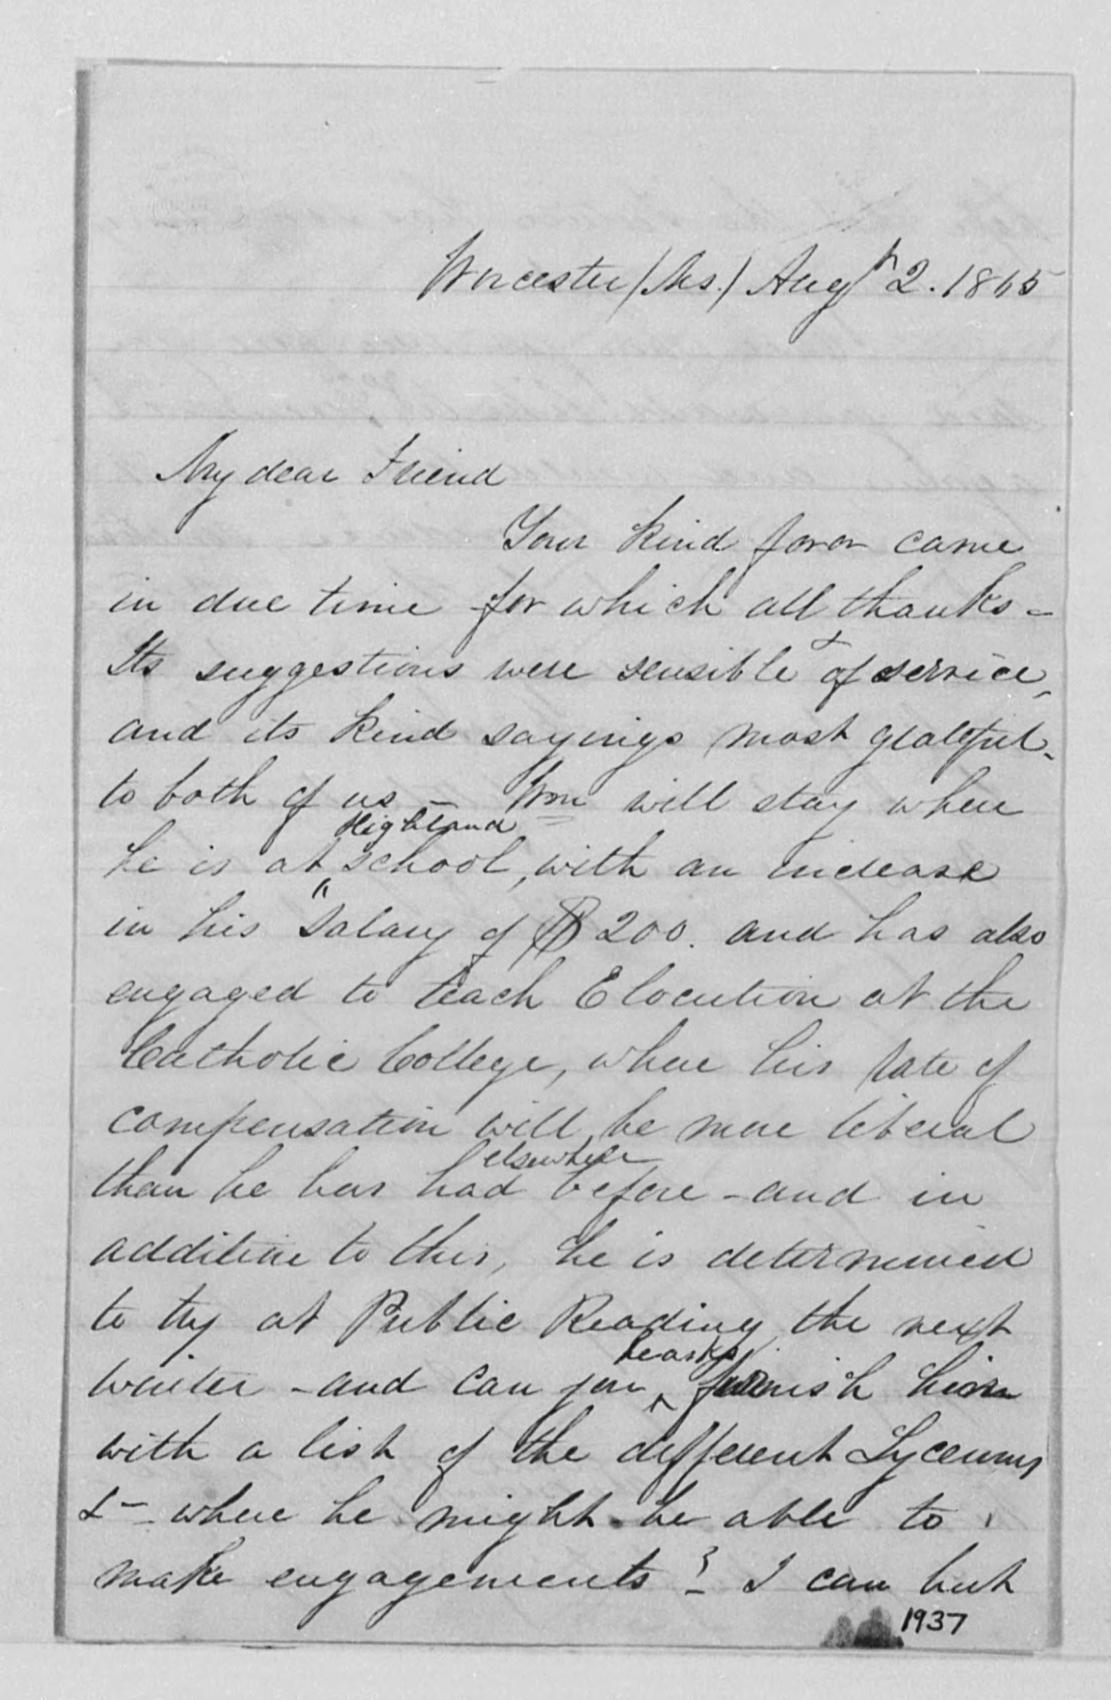 Worcester /Ms./ Augt 2. 1865
My dear Friend
Your kind favor came
in due time for which all thanks -
Its suggestions were sensible & of service,
and its kind sayings most grateful
to both of us - Wm will stay where
he is at Highland School, with an increase
in his salary of $200. and has also
engaged to teach Elocution at the
Catholic College, where his rate of
compensation will be more liberal
than he has had elsewhere before - and in
addition to this, he is determined
to try at Public Reading the next
winter - and can you furnish him
with a list of the different Lyceums
& - where he might be able to
make engagements? - I can but
1937